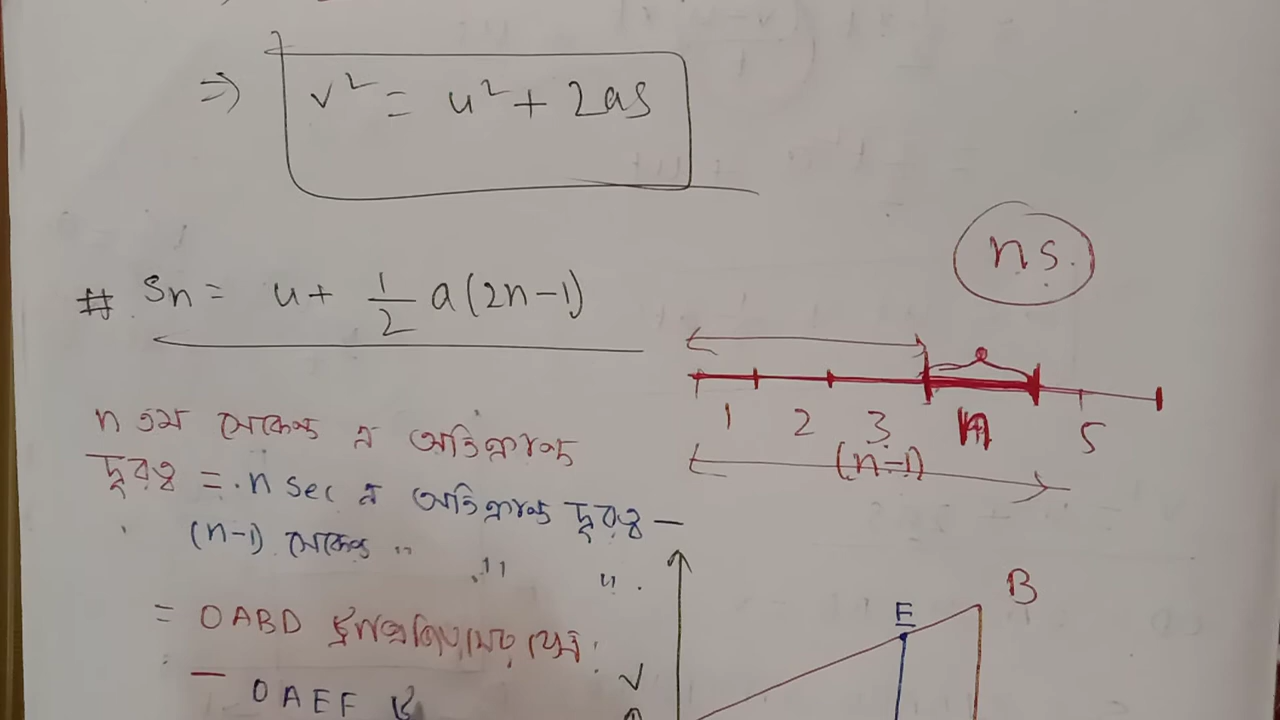 ⇒ v² = u² + 2as
# Sn = u + 1/2 a(2n-1)
ns.
1 2 3 n 5
(n-1)
n তম সেকেন্ডে অতিক্রান্ত
দূরত্ব = n sec এ অতিক্রান্ত দূরত্ব –
(n-1) সেকেন্ডে " " " .
= OABD
– OAEF
E
B
v